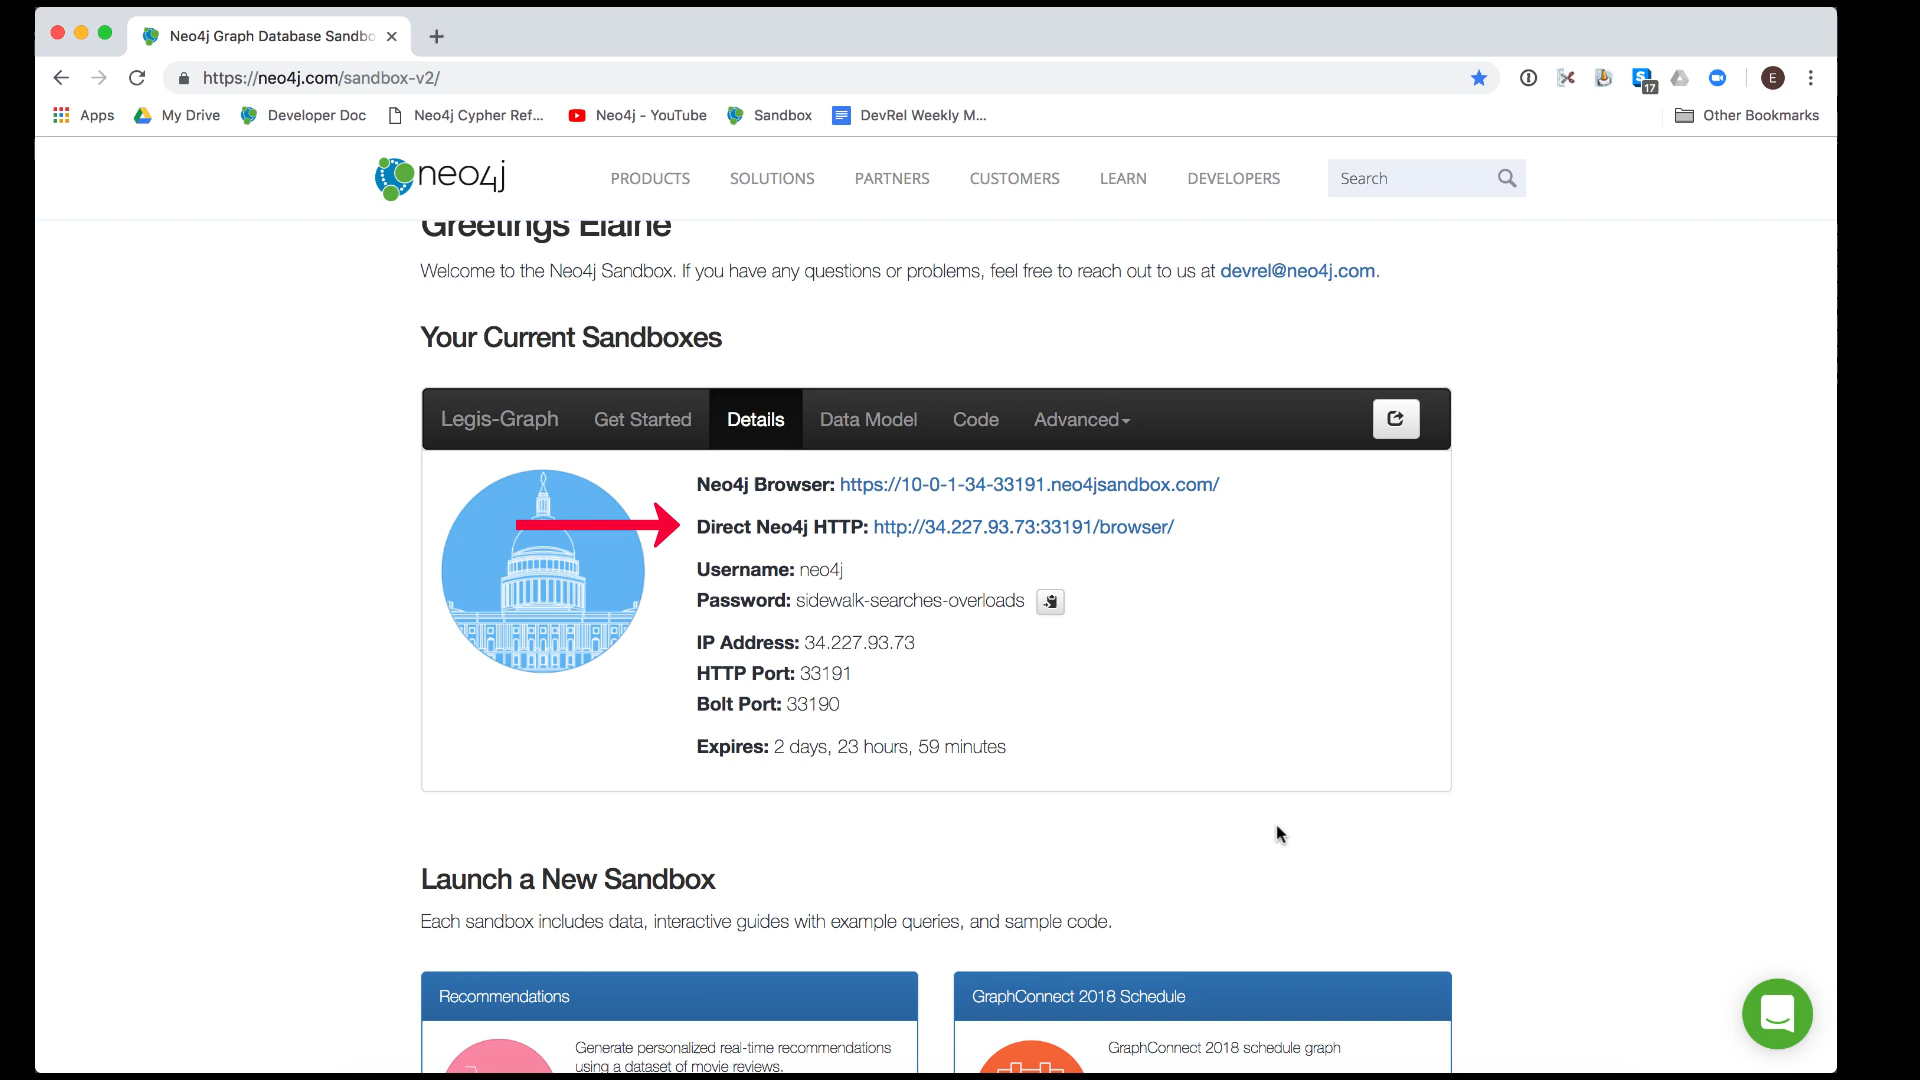 Neo4j Graph Database Sandbo
https://neo4j.com/sandbox-v2/
17
E
Apps
My Drive
Developer Doc
Neo4j Cypher Ref...
Neo4j - YouTube
Sandbox
DevRel Weekly M...
Other Bookmarks
neo4j
PRODUCTS
SOLUTIONS
PARTNERS
CUSTOMERS
LEARN
DEVELOPERS
Search
Greetings Elaine
Welcome to the Neo4j Sandbox. If you have any questions or problems, feel free to reach out to us at devrel@neo4j.com.
Your Current Sandboxes
Legis-Graph
Get Started
Details
Data Model
Code
Advanced
Neo4j Browser: https://10-0-1-34-33191.neo4jsandbox.com/
Direct Neo4j HTTP: http://34.227.93.73:33191/browser/
Username: neo4j
Password: sidewalk-searches-overloads
IP Address: 34.227.93.73
HTTP Port: 33191
Bolt Port: 33190
Expires: 2 days, 23 hours, 59 minutes
Launch a New Sandbox
Each sandbox includes data, interactive guides with example queries, and sample code.
Recommendations
Generate personalized real-time recommendations
using a dataset of movie reviews.
GraphConnect 2018 Schedule
GraphConnect 2018 schedule graph